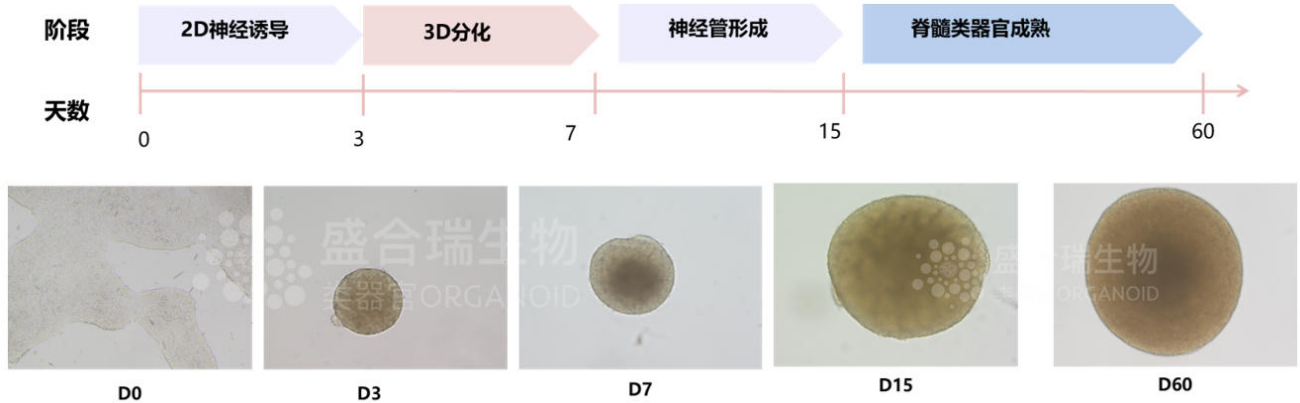 阶段
2D神经诱导
3D分化
神经管形成
脊髓类器官成熟
天数
0
3
7
15
60
盛合瑞生物
类器官ORGANOID
盛合瑞生物
类器官ORGANOID
D0
D3
D7
D15
D60